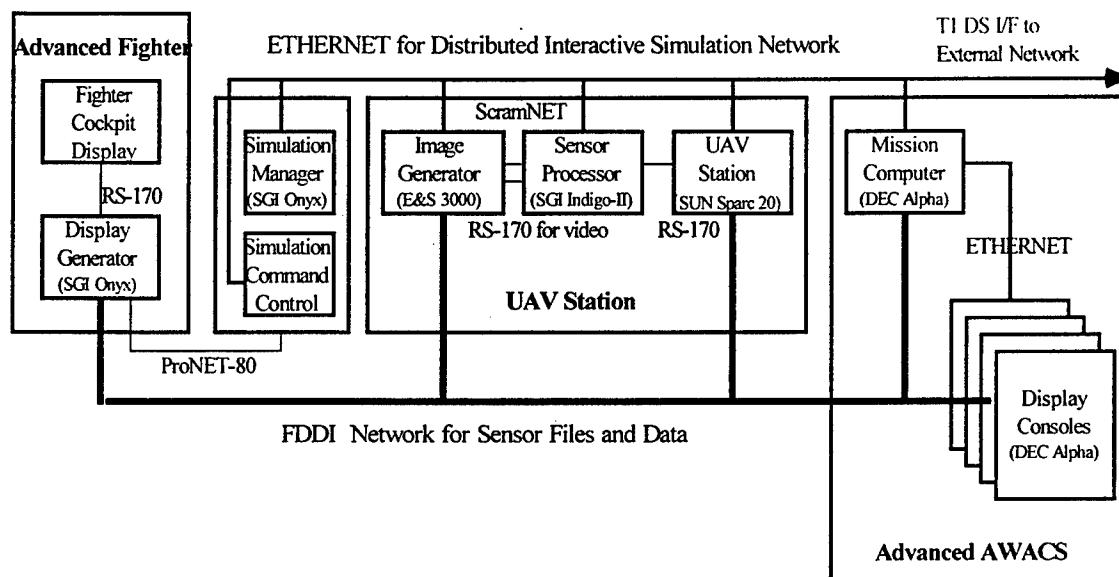 Advanced Fighter
ETHERNET for Distributed Interactive Simulation Network
T1 DS I/F to
External Network
Fighter
Cockpit
Display
RS-170
Display
Generator
(SGI Onyx)
ProNET-80
Simulation
Manager
(SGI Onyx)
Simulation
Command
Control
ScramNET
Image
Generator
(E&S 3000)
Sensor
Processor
(SGI Indigo-II)
UAV
Station
(SUN Sparc 20)
RS-170 for video
RS-170
UAV Station
Mission
Computer
(DEC Alpha)
ETHERNET
Display
Consoles
(DEC Alpha)
FDDI Network for Sensor Files and Data
Advanced AWACS